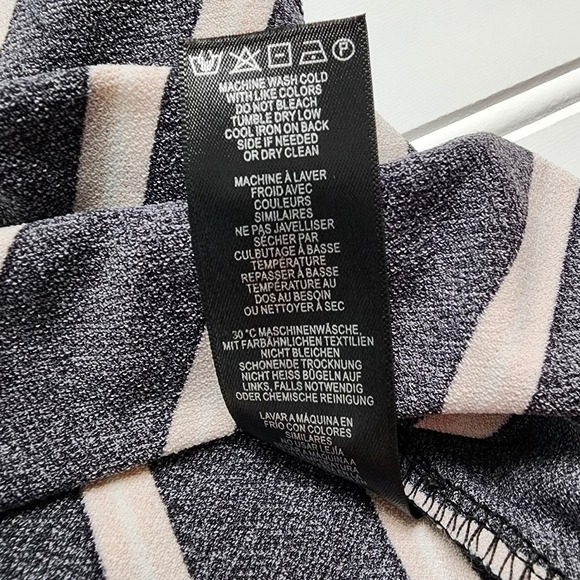 P
MACHINE WASH COLD
WITH LIKE COLORS
DO NOT BLEACH
TUMBLE DRY LOW
COOL IRON ON BACK
SIDE IF NEEDED
OR DRY CLEAN
MACHINE À LAVER
FROID AVEC
COULEURS
SIMILAIRES
NE PAS JAVELLISER
SÉCHER PAR
CULBUTAGE À BASSE
TEMPÉRATURE
REPASSER À BASSE
TEMPÉRATURE AU
DOS AU BESOIN
OU NETTOYER À SEC
30 °C MASCHINENWÄSCHE,
MIT FARBÄHNLICHEN TEXTILIEN
NICHT BLEICHEN
SCHONENDE TROCKNUNG
NICHT HEISS BÜGELN AUF
LINKS, FALLS NOTWENDIG
ODER CHEMISCHE REINIGUNG
LAVAR A MÁQUINA EN
FRÍO CON COLORES
SIMILARES
LEJÍA